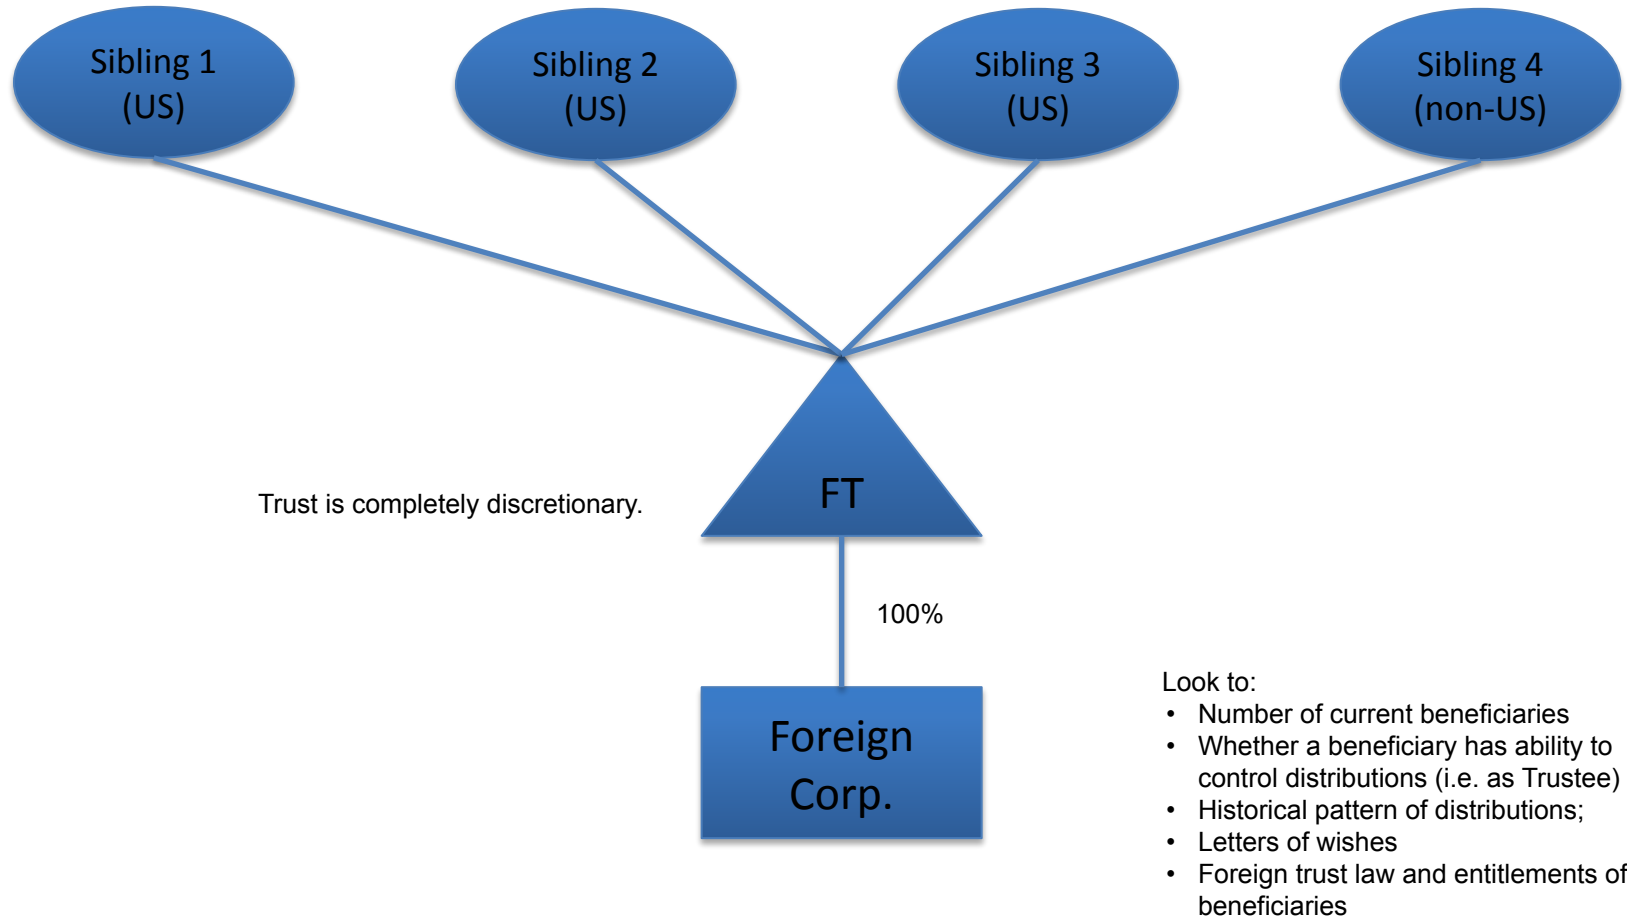 Sibling 1
(US)
Sibling 2
(US)
Sibling 3
(US)
Sibling 4
(non-US)
FT
Trust is completely discretionary.
100%
Foreign
Corp.
Look to:
• Number of current beneficiaries
• Whether a beneficiary has ability to
control distributions (i.e. as Trustee)
• Historical pattern of distributions;
• Letters of wishes
• Foreign trust law and entitlements of
beneficiaries